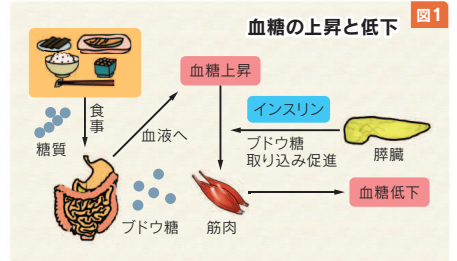 図1
血糖の上昇と低下
血糖上昇
食事
糖質
血液へ
インスリン
ブドウ糖
取り込み促進
膵臓
ブドウ糖
筋肉
血糖低下